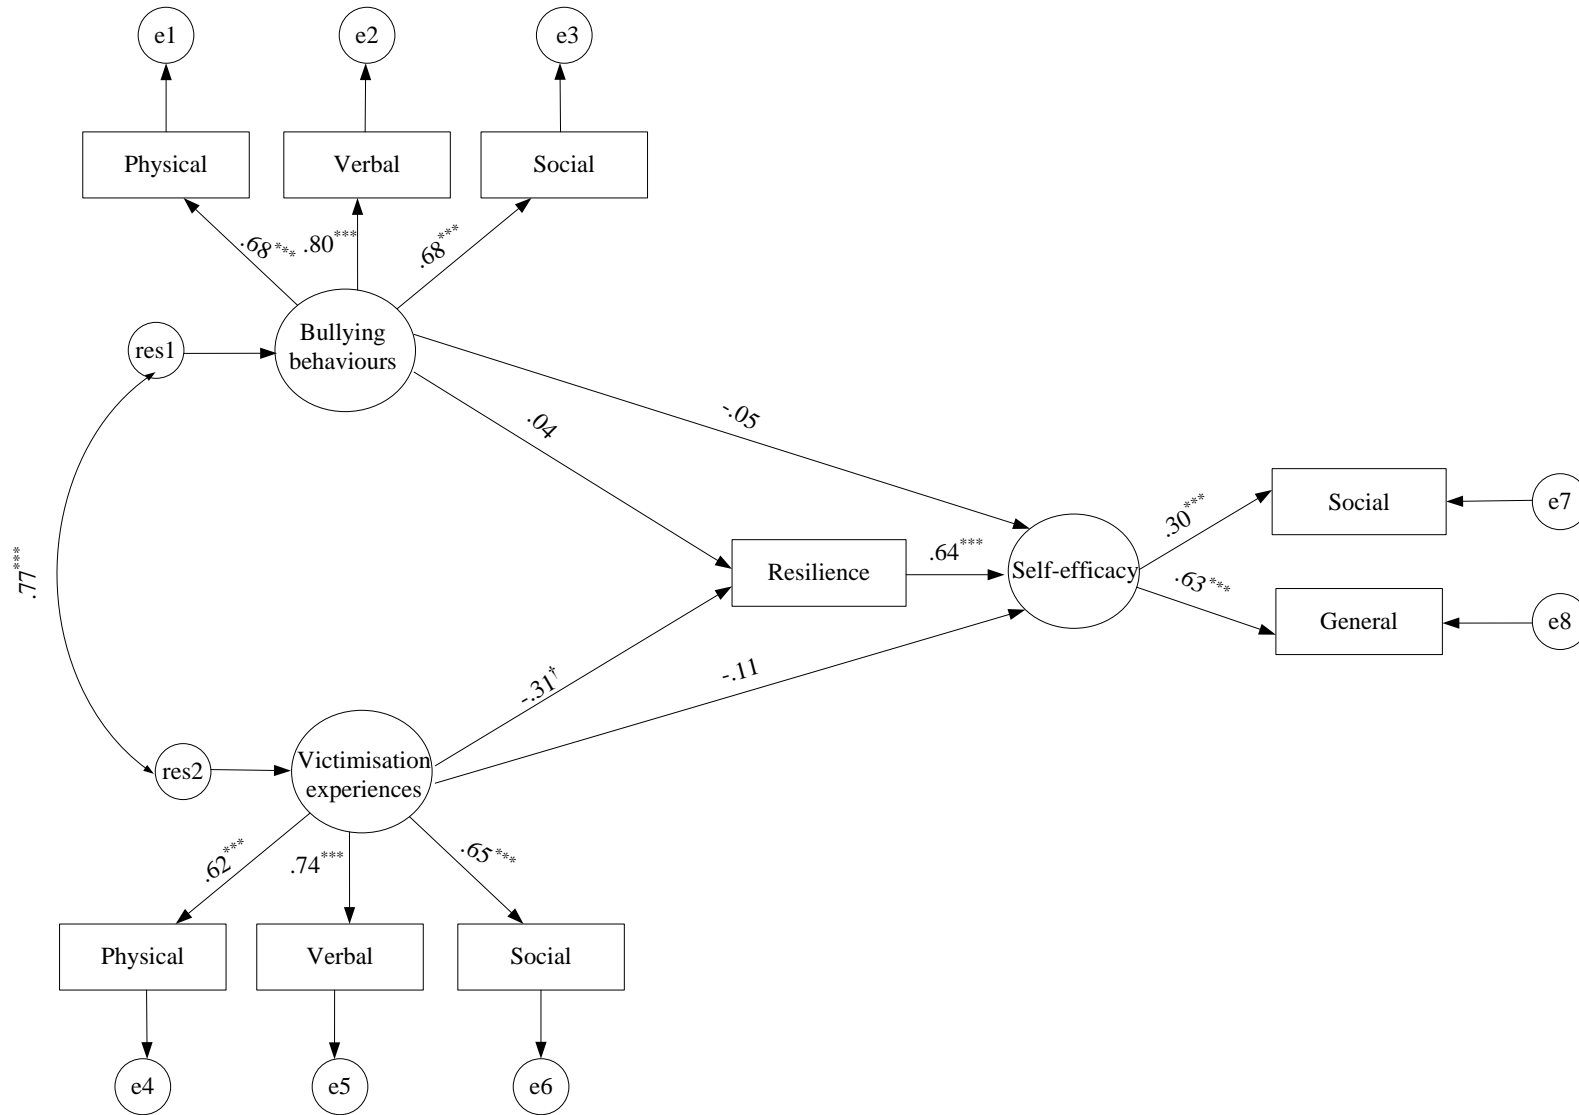 e1
e2
e3
Physical
Verbal
Social
.68***
.80***
.68***
Bullying
behaviours
res1
.04
-.05
.77***
Resilience
.64***
Self-efficacy
.30***
Social
e7
.63***
General
e8
-.31†
-.11
res2
Victimisation
experiences
.62***
.74***
.65***
Physical
Verbal
Social
e4
e5
e6